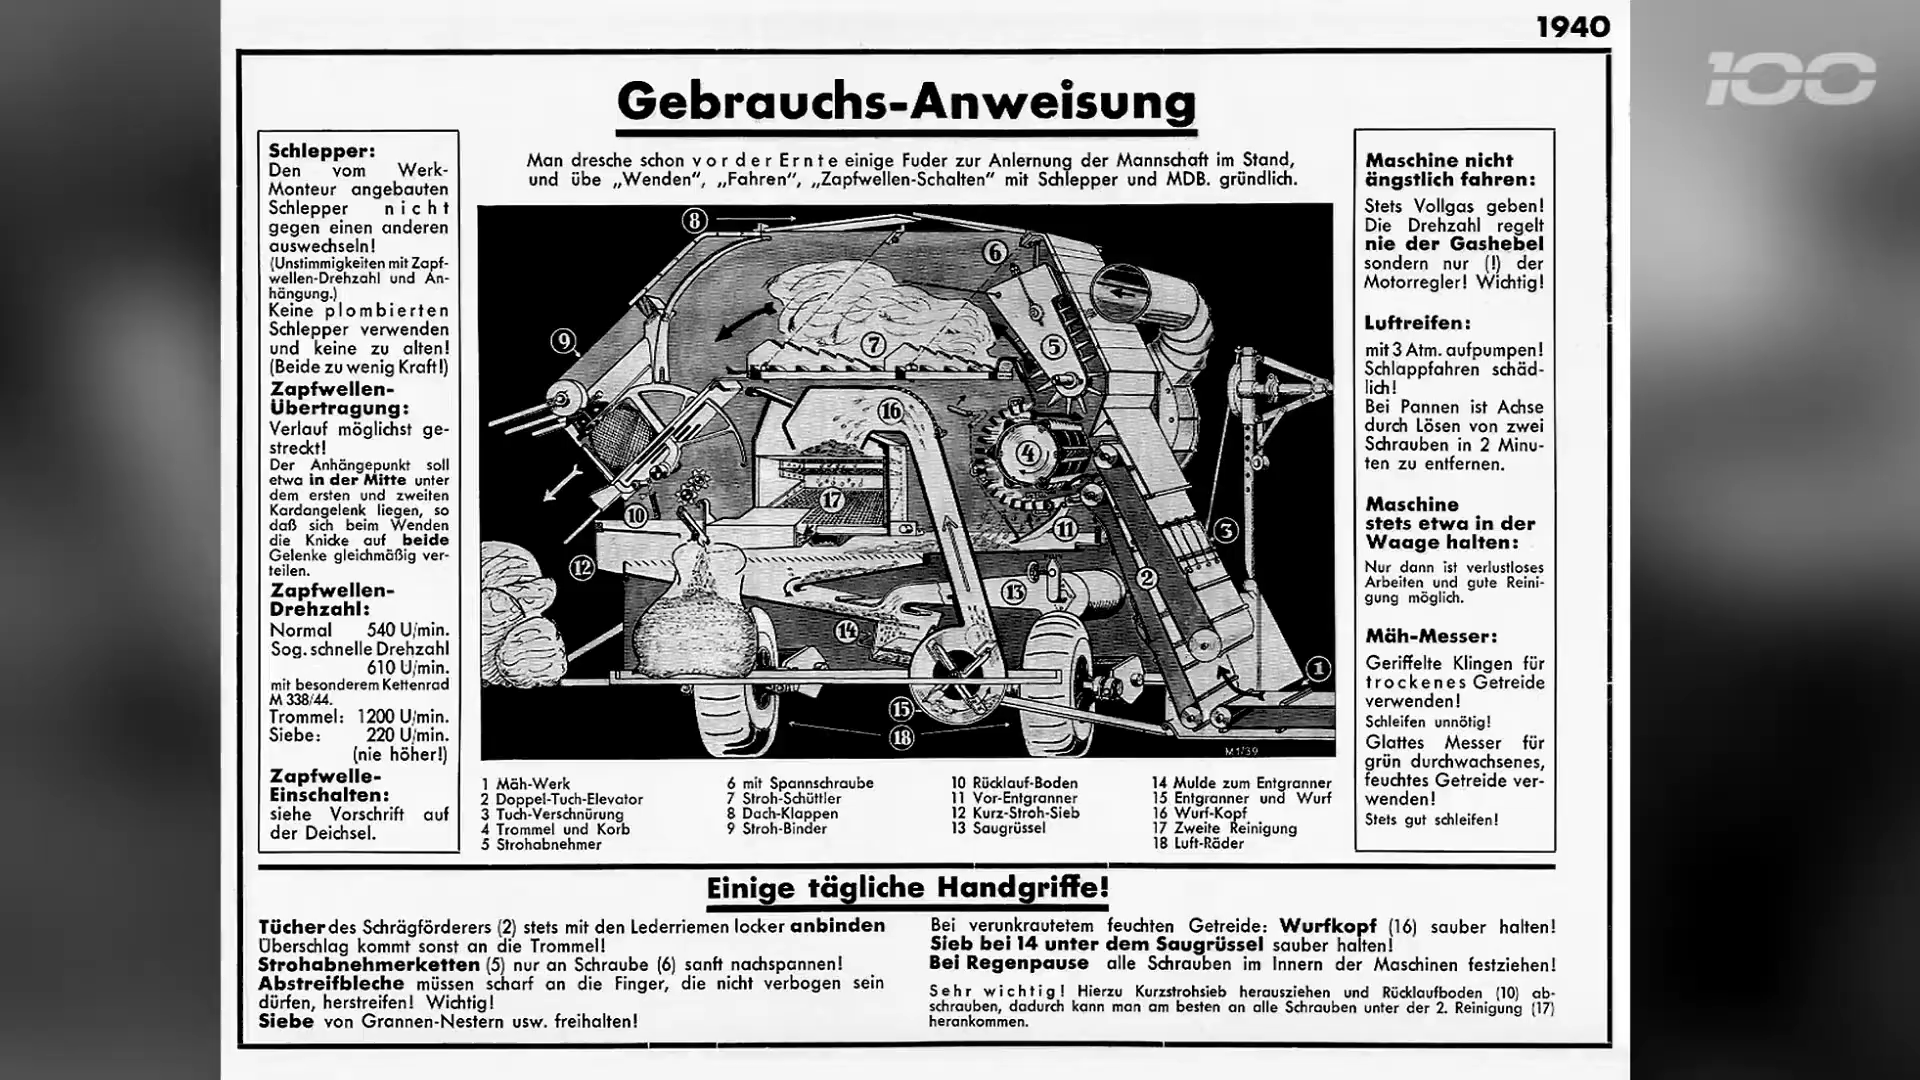 1940
100
Gebrauchs-Anweisung
Man dresche schon vor der Ernte einige Fuder zur Anlernung der Mannschaft im Stand,
und übe „Wenden“, „Fahren“, „Zapfwellen-Schalten“ mit Schlepper und MDB. gründlich.
Schlepper:
Den vom Werk-
Monteur angebauten
Schlepper nicht
gegen einen anderen
auswechseln!
(Unstimmigkeiten mit Zapf-
wellen-Drehzahl und An-
hängung.)
Keine plombierten
Schlepper verwenden
und keine zu alten!
(Beide zu wenig Kraft!)
Zapfwellen-
Übertragung:
Verlauf möglichst ge-
streckt!
Der Anhängepunkt soll
etwa in der Mitte unter
dem ersten und zweiten
Kardangelenk liegen, so
daß sich beim Wenden
die Knicke auf beide
Gelenke gleichmäßig ver-
teilen.
Zapfwellen-
Drehzahl:
Normal 540 U/min.
Sog. schnelle Drehzahl
610 U/min.
mit besonderem Kettenrad
M 338/44.
Trommel: 1200 U/min.
Siebe: 220 U/min.
(nie höher!)
Zapfwelle-
Einschalten:
siehe Vorschrift auf
der Deichsel.
8
6
9
7
5
16
4
17
10
11
3
12
2
13
14
1
15
18
M1/39
1 Mäh-Werk
2 Doppel-Tuch-Elevator
3 Tuch-Verschnürung
4 Trommel und Korb
5 Strohabnehmer
6 mit Spannschraube
7 Stroh-Schüttler
8 Dach-Klappen
9 Stroh-Binder
10 Rücklauf-Boden
11 Vor-Entgranner
12 Kurz-Stroh-Sieb
13 Saugrüssel
14 Mulde zum Entgranner
15 Entgranner und Wurf
16 Wurf-Kopf
17 Zweite Reinigung
18 Luft-Räder
Maschine nicht
ängstlich fahren:
Stets Vollgas geben!
Die Drehzahl regelt
nie der Gashebel
sondern nur (!) der
Motorregler! Wichtig!
Luftreifen:
mit 3 Atm. aufpumpen!
Schlappfahren schäd-
lich!
Bei Pannen ist Achse
durch Lösen von zwei
Schrauben in 2 Minu-
ten zu entfernen.
Maschine
stets etwa in der
Waage halten:
Nur dann ist verlustloses
Arbeiten und gute Reini-
gung möglich.
Mäh-Messer:
Geriffelte Klingen für
trockenes Getreide
verwenden!
Schleifen unnötig!
Glattes Messer für
grün durchwachsenes,
feuchtes Getreide ver-
wenden!
Stets gut schleifen!
Einige tägliche Handgriffe!
Tücher des Schrägförderers (2) stets mit den Lederriemen locker anbinden
Überschlag kommt sonst an die Trommel!
Strohabnehmerketten (5) nur an Schraube (6) sanft nachspannen!
Abstreifbleche müssen scharf an die Finger, die nicht verbogen sein
dürfen, herstreifen! Wichtig!
Siebe von Grannen-Nestern usw. freihalten!
Bei verunkrautetem feuchten Getreide: Wurfkopf (16) sauber halten!
Sieb bei 14 unter dem Saugrüssel sauber halten!
Bei Regenpause alle Schrauben im Innern der Maschinen festziehen!
Sehr wichtig! Hierzu Kurzstrohsieb herausziehen und Rücklaufboden (10) ab-
schrauben, dadurch kann man am besten an alle Schrauben unter der 2. Reinigung (17)
herankommen.